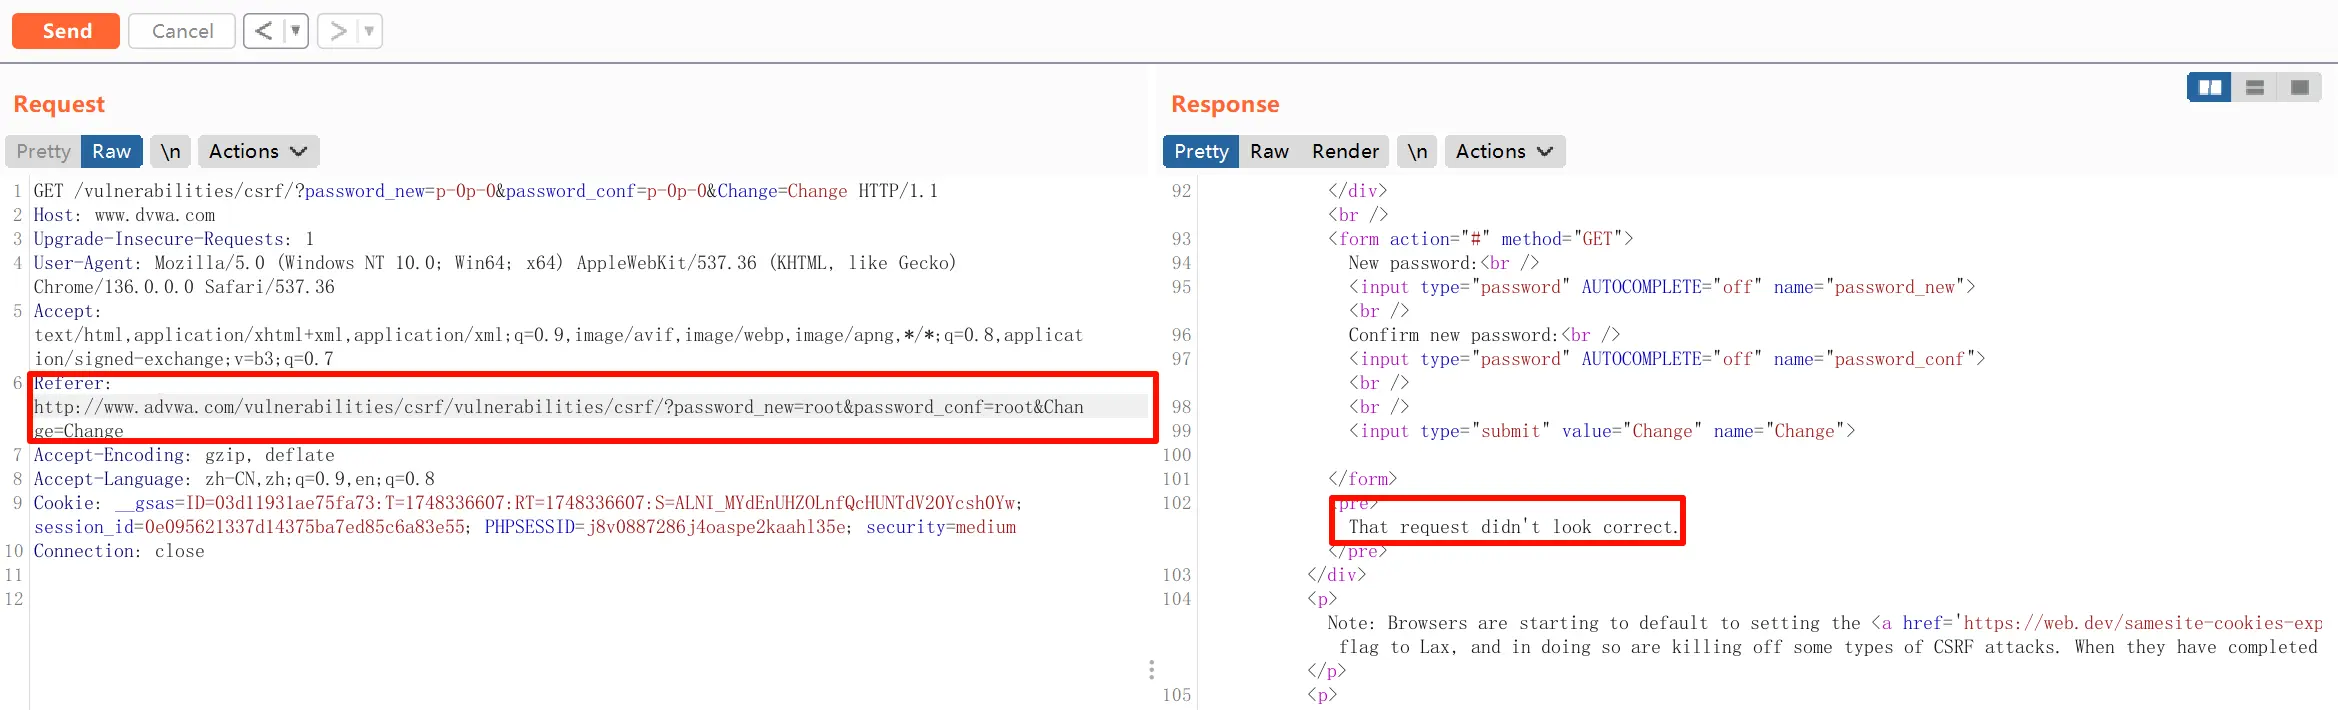 Send Cancel < ▼ > ▼
Request
Pretty Raw \n Actions
1 GET /vulnerabilities/csrf/?password_new=p-0p-0&password_conf=p-0p-0&Change=Change HTTP/1.1
2 Host: www.dvwa.com
3 Upgrade-Insecure-Requests: 1
4 User-Agent: Mozilla/5.0 (Windows NT 10.0; Win64; x64) AppleWebKit/537.36 (KHTML, like Gecko)
Chrome/136.0.0.0 Safari/537.36
5 Accept:
text/html,application/xhtml+xml,application/xml;q=0.9,image/avif,image/webp,image/apng,*/*;q=0.8,applicat
ion/signed-exchange;v=b3;q=0.7
6 Referer:
http://www.advwa.com/vulnerabilities/csrf/vulnerabilities/csrf/?password_new=root&password_conf=root&Chan
ge=Change
7 Accept-Encoding: gzip, deflate
8 Accept-Language: zh-CN,zh;q=0.9,en;q=0.8
9 Cookie: __gsas=ID=03d11931ae75fa73:T=1748336607:RT=1748336607:S=ALNI_MYdEnUHZOLnfQcHUNTdV20Ycsh0Yw;
session_id=0e095621337d14375ba7ed85c6a83e55; PHPSESSID=j8v0887286j4oaspe2kaahl35e; security=medium
10 Connection: close
11
12
Response
Pretty Raw Render \n Actions
92 </div>
<br />
93 <form action="#" method="GET">
94 New password:<br />
95 <input type="password" AUTOCOMPLETE="off" name="password_new">
<br />
96 Confirm new password:<br />
97 <input type="password" AUTOCOMPLETE="off" name="password_conf">
<br />
98 <br />
99 <input type="submit" value="Change" name="Change">
100
101 </form>
102 <pre>
That request didn't look correct.
</pre>
103 </div>
104 <p>
Note: Browsers are starting to default to setting the <a href='https://web.dev/samesite-cookies-exp
flag to Lax, and in doing so are killing off some types of CSRF attacks. When they have completed
</p>
105 <p>